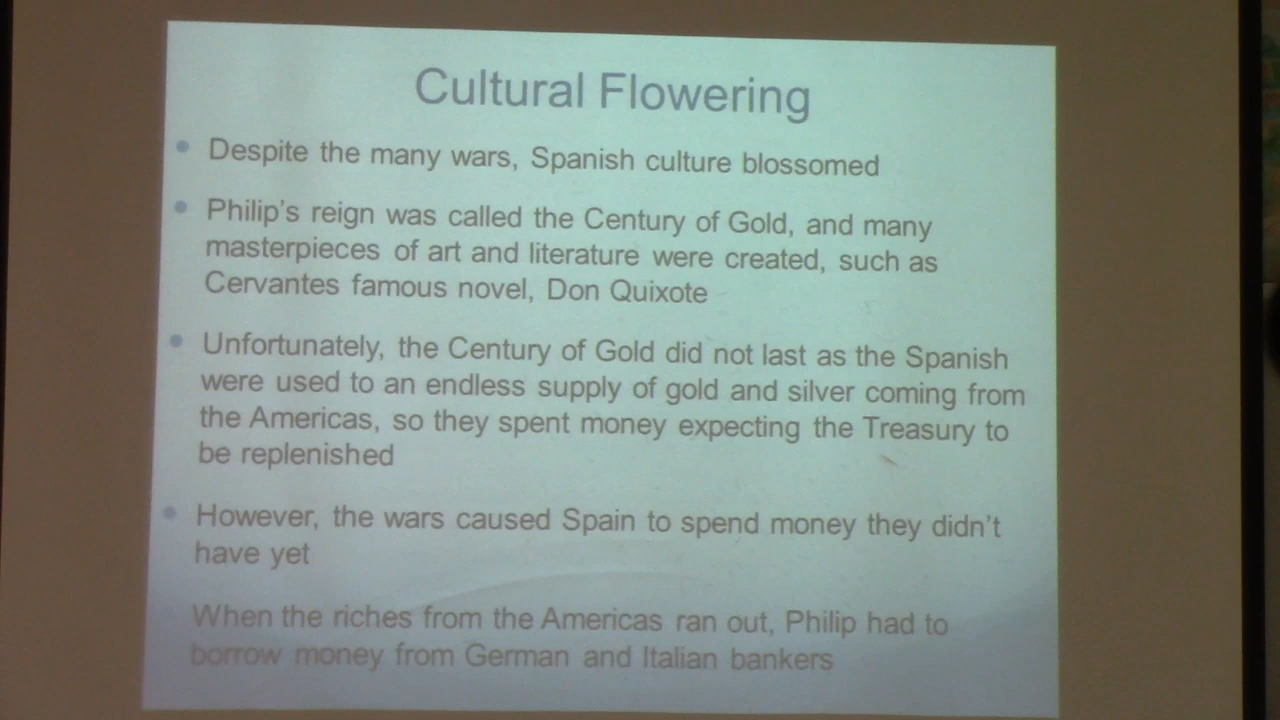 Cultural Flowering
• Despite the many wars, Spanish culture blossomed
• Philip's reign was called the Century of Gold, and many
masterpieces of art and literature were created, such as
Cervantes famous novel, Don Quixote
• Unfortunately, the Century of Gold did not last as the Spanish
were used to an endless supply of gold and silver coming from
the Americas, so they spent money expecting the Treasury to
be replenished
• However, the wars caused Spain to spend money they didn't
have yet
When the riches from the Americas ran out, Philip had to
borrow money from German and Italian bankers